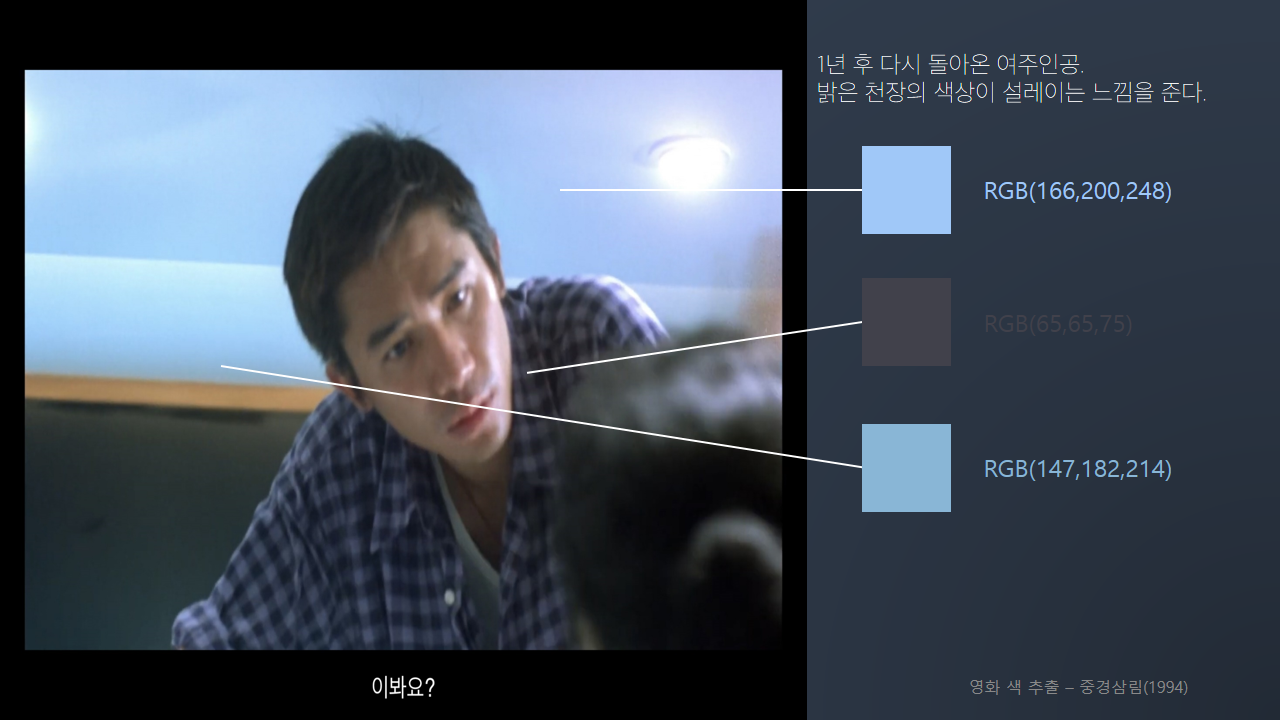 1년 후 다시 돌아온 여주인공.
밝은 천장의 색상이 설레이는 느낌을 준다.
RGB(166,200,248)
RGB(65,65,75)
RGB(147,182,214)
이봐요?
영화 색 추출 – 중경삼림(1994)